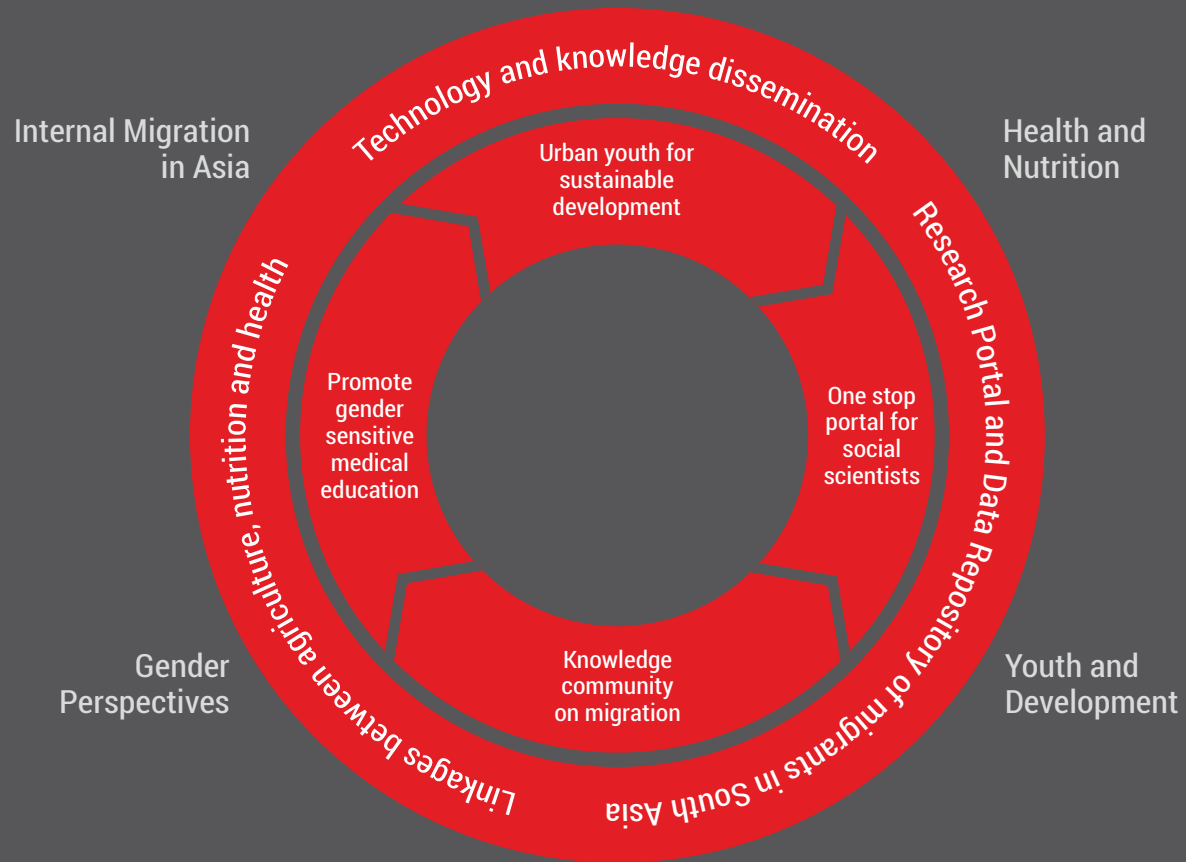 Technology and knowledge dissemination
Internal Migration
in Asia
Health and
Nutrition
Urban youth for
sustainable
development
Research Portal and Data Repository of migrants in South Asia
Linkages between agriculture, nutrition and health
Promote
gender
sensitive
medical
education
One stop
portal for
social
scientists
Knowledge
community
on migration
Gender
Perspectives
Youth and
Development